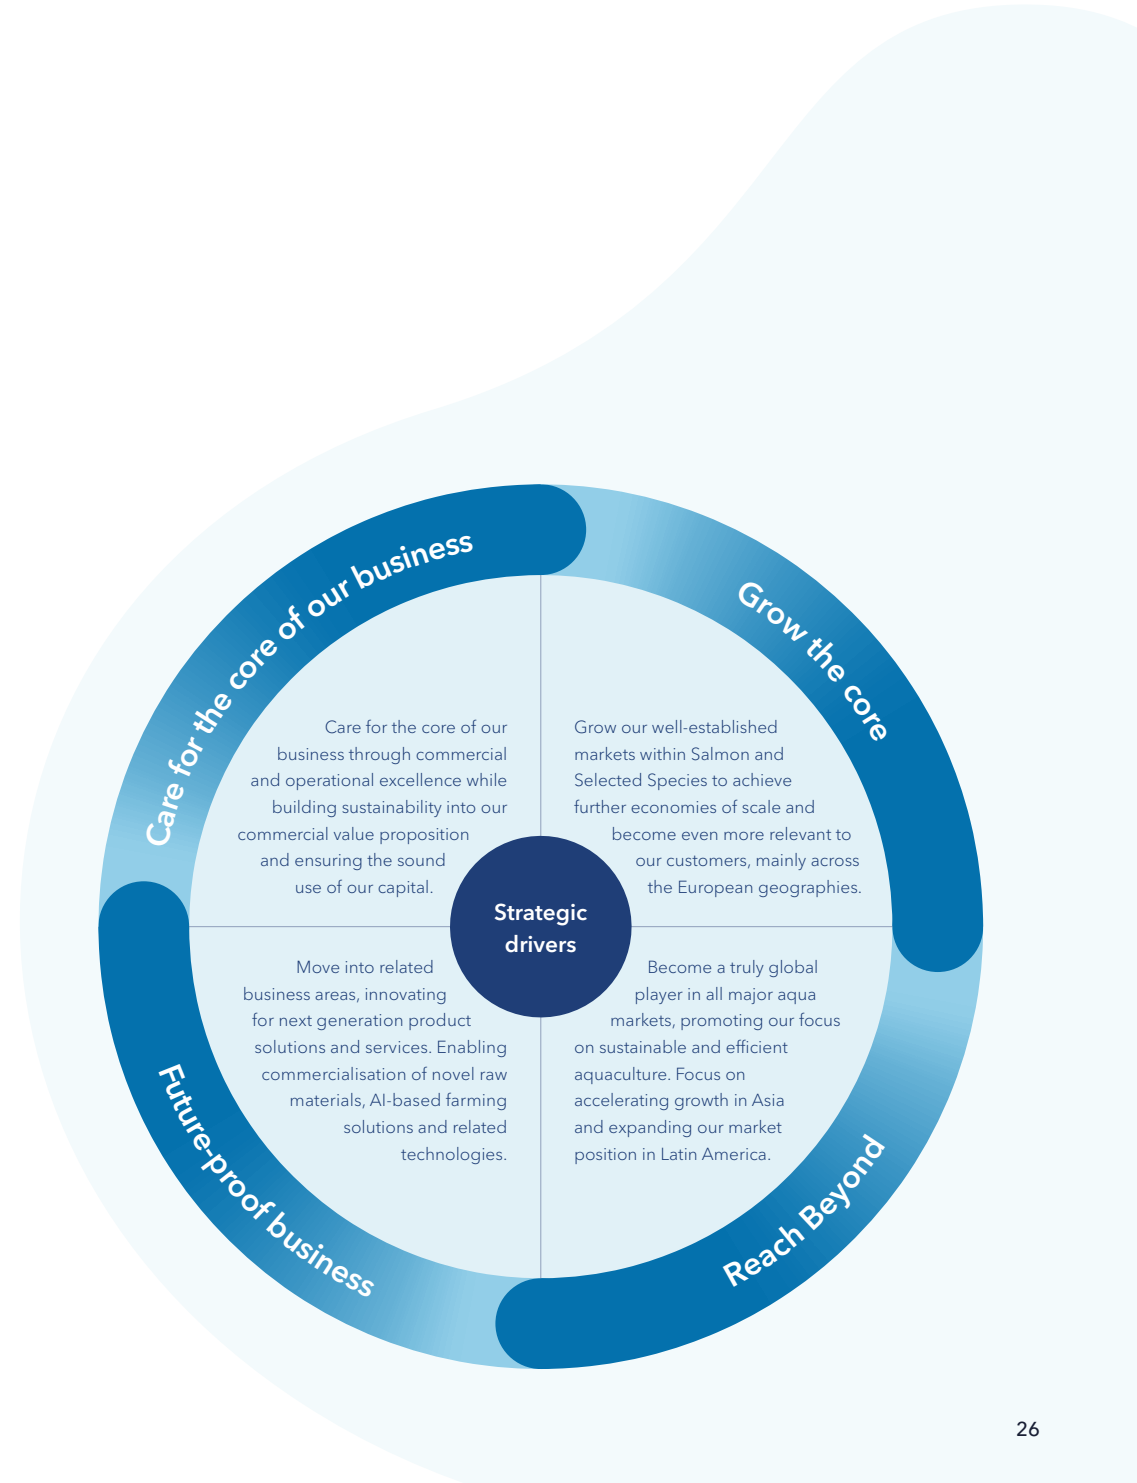 Care for the core of our business
Care for the core of our
business through commercial
and operational excellence while
building sustainability into our
commercial value proposition
and ensuring the sound
use of our capital.
Grow the core
Grow our well-established
markets within Salmon and
Selected Species to achieve
further economies of scale and
become even more relevant to
our customers, mainly across
the European geographies.
Strategic
drivers
Future-proof business
Move into related
business areas, innovating
for next generation product
solutions and services. Enabling
commercialisation of novel raw
materials, AI-based farming
solutions and related
technologies.
Reach Beyond
Become a truly global
player in all major aqua
markets, promoting our focus
on sustainable and efficient
aquaculture. Focus on
accelerating growth in Asia
and expanding our market
position in Latin America.
26